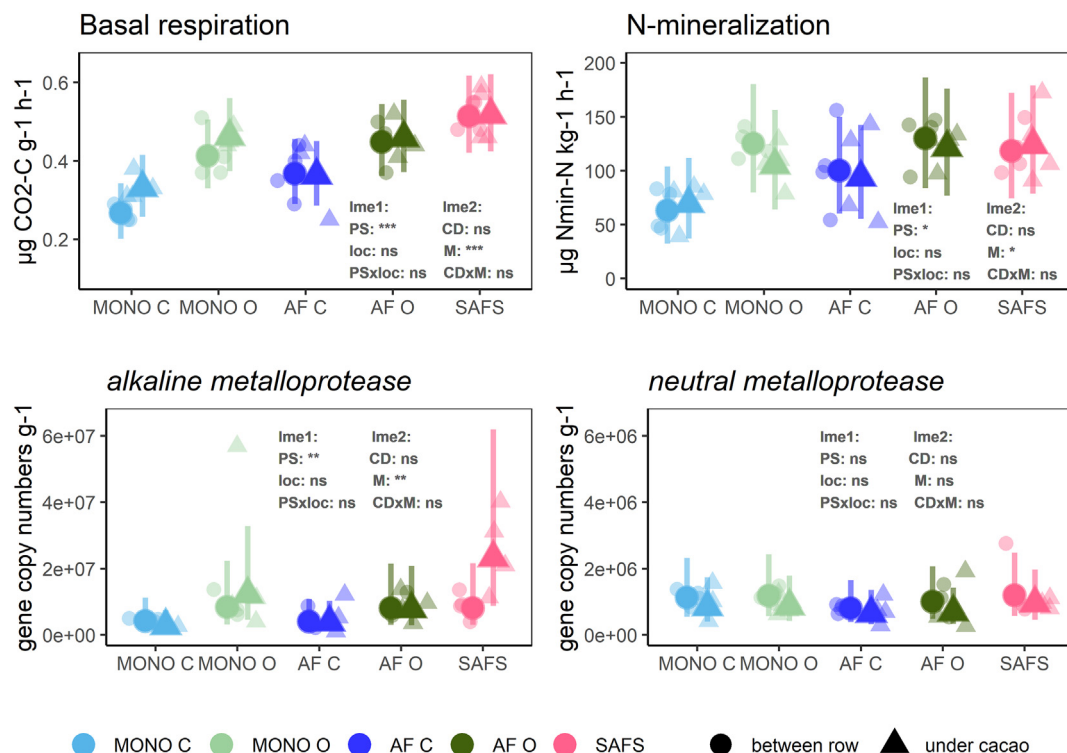 Basal respiration
N-mineralization
µg CO2-C g-1 h-1
0.6
0.4
0.2
lme1:
lme2:
PS: ***
CD: ns
loc: ns
M: ***
PSxloc: ns
CDxM: ns
MONO C
MONO O
AF C
AF O
SAFS
µg Nmin-N kg-1 h-1
200
150
100
50
0
lme1:
lme2:
PS: *
CD: ns
loc: ns
M: *
PSxloc: ns
CDxM: ns
MONO C
MONO O
AF C
AF O
SAFS
alkaline metalloprotease
neutral metalloprotease
gene copy numbers g-1
6e+07
4e+07
2e+07
0e+00
lme1:
lme2:
PS: **
CD: ns
loc: ns
M: **
PSxloc: ns
CDxM: ns
MONO C
MONO O
AF C
AF O
SAFS
gene copy numbers g-1
6e+06
4e+06
2e+06
0e+00
lme1:
lme2:
PS: ns
CD: ns
loc: ns
M: ns
PSxloc: ns
CDxM: ns
MONO C
MONO O
AF C
AF O
SAFS
MONO C
MONO O
AF C
AF O
SAFS
between row
under cacao